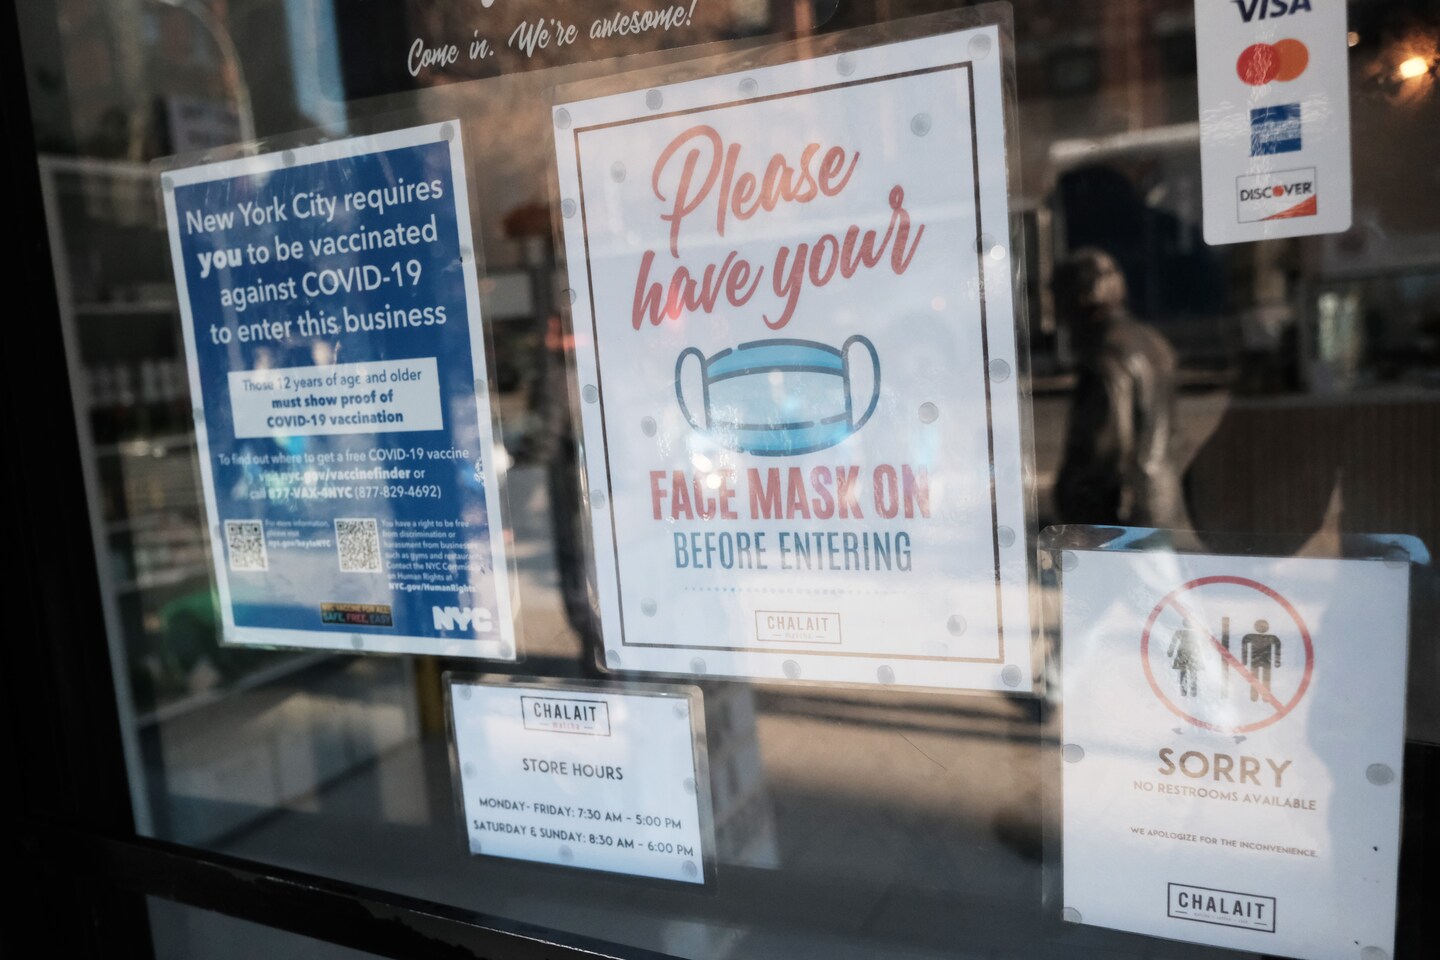 Come in. We're awesome!
New York City requires
you to be vaccinated
against COVID-19
to enter this business
Those 12 years of age and older
must show proof of
COVID-19 vaccination
To find out where to get a free COVID-19 vaccine
visit nyc.gov/vaccinefinder or
call 877-VAX-4NYC (877-829-4692)
For more information,
please visit
nyc.gov/keytoNYC
You have a right to be free
from discrimination or
harassment from businesses
such as gyms and restaurants.
Contact the NYC Commission
on Human Rights at
NYC.gov/HumanRights
NYC VACCINE FOR ALL
SAFE, FREE, EASY
NYC
Please
have your
FACE MASK ON
BEFORE ENTERING
CHALAIT
matcha
VISA
DISCOVER
CHALAIT
matcha
STORE HOURS
MONDAY- FRIDAY: 7:30 AM - 5:00 PM
SATURDAY & SUNDAY: 8:30 AM - 6:00 PM
SORRY
NO RESTROOMS AVAILABLE
WE APOLOGIZE FOR THE INCONVENIENCE.
CHALAIT